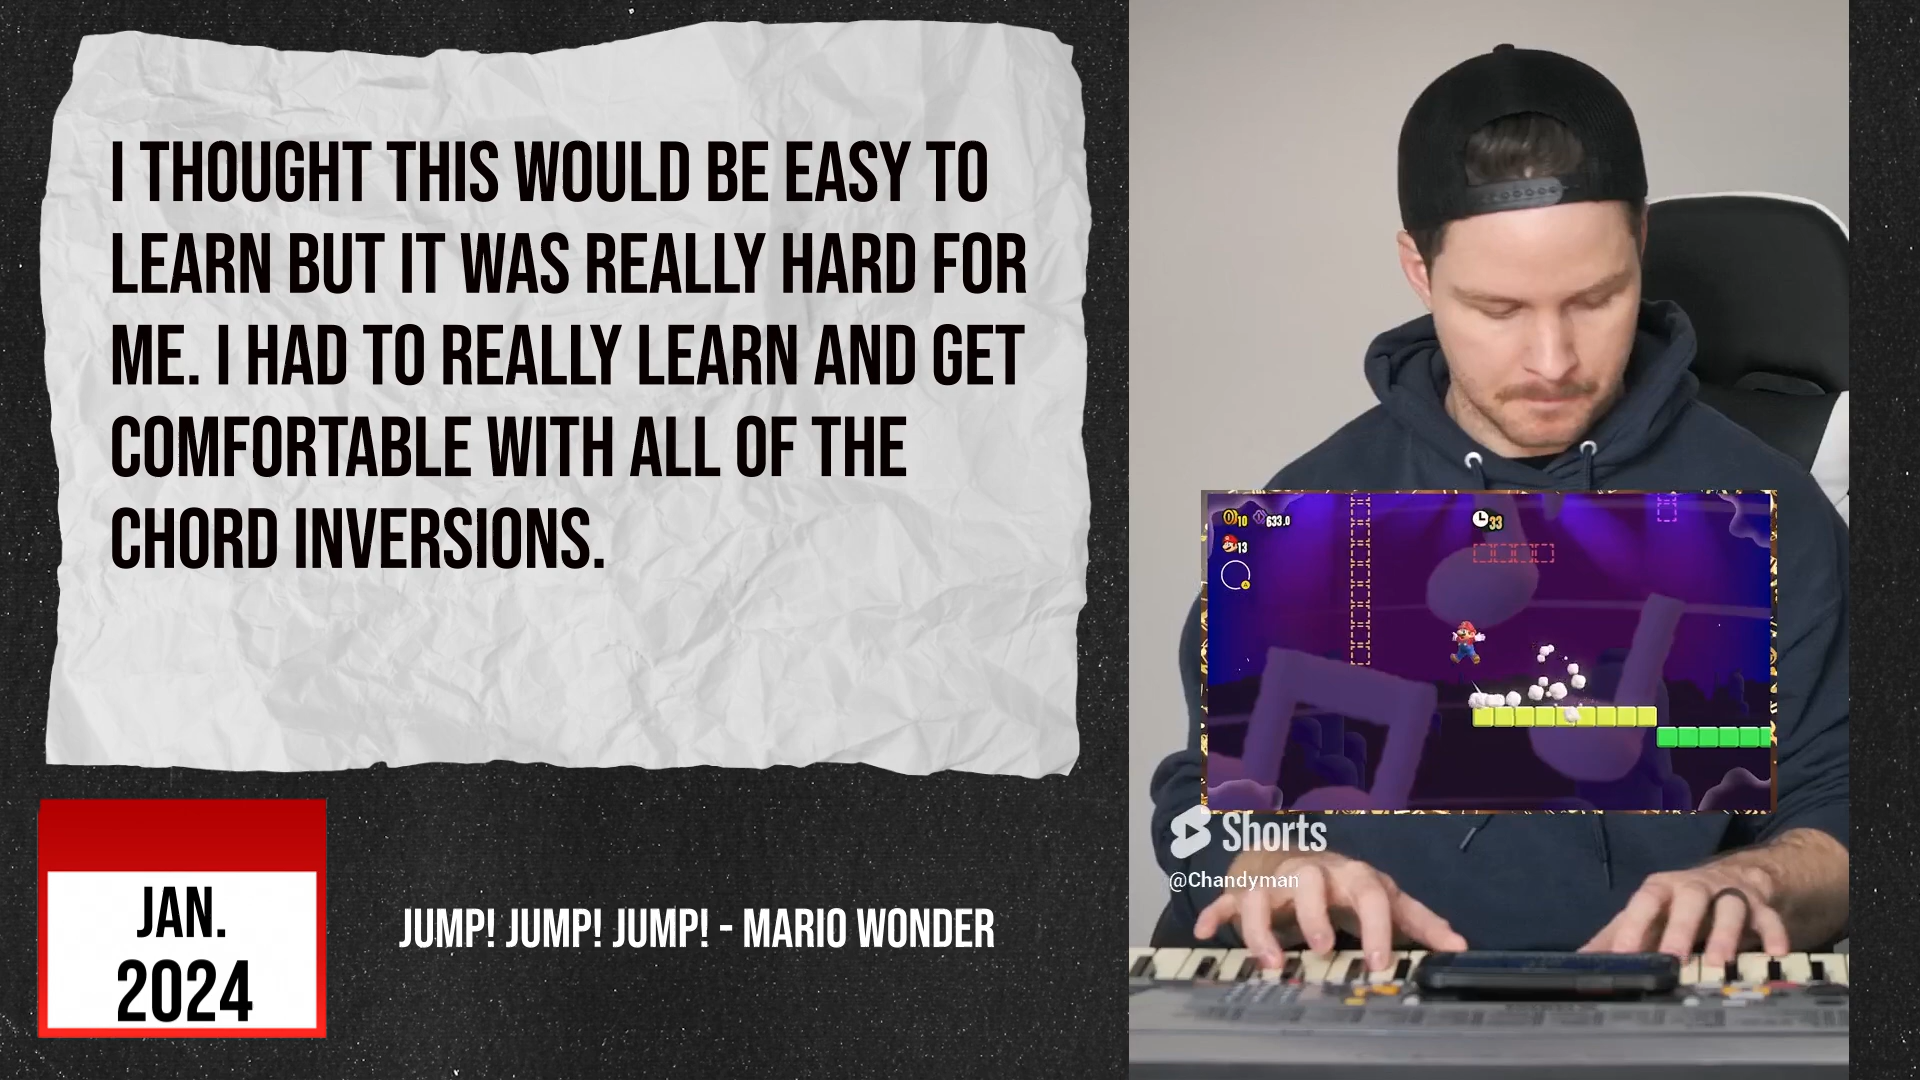 I THOUGHT THIS WOULD BE EASY TO
LEARN BUT IT WAS REALLY HARD FOR
ME. I HAD TO REALLY LEARN AND GET
COMFORTABLE WITH ALL OF THE
CHORD INVERSIONS.
10 633.0
33
13
Shorts
@Chandyman
JAN.
2024
JUMP! JUMP! JUMP! - MARIO WONDER